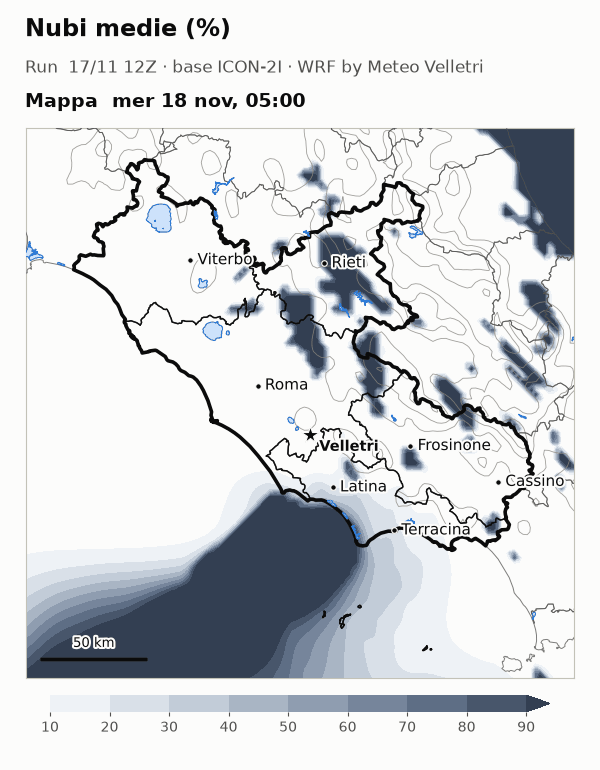 Nubi medie (%)
Run  17/11 12Z · base ICON-2I · WRF by Meteo Velletri
Mappa  mer 18 nov, 05:00
Viterbo
Rieti
Roma
Velletri
Frosinone
Latina
Cassino
Terracina
50 km
10 20 30 40 50 60 70 80 90